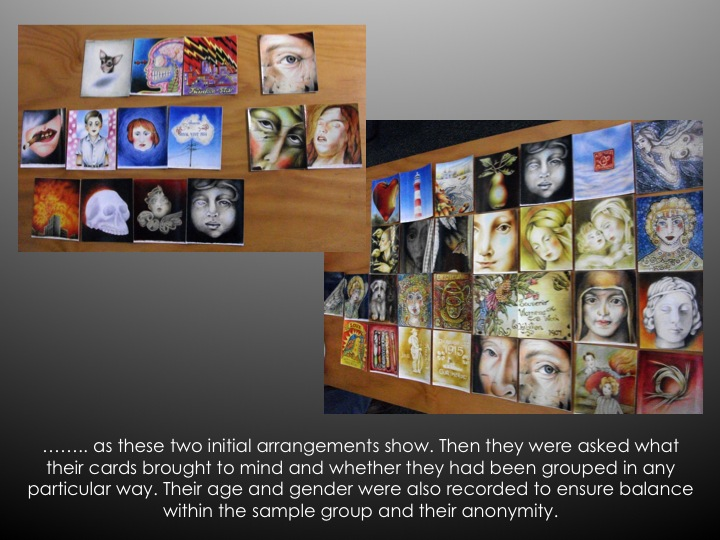 1915
…….. as these two initial arrangements show. Then they were asked what
their cards brought to mind and whether they had been grouped in any
particular way. Their age and gender were also recorded to ensure balance
within the sample group and their anonymity.